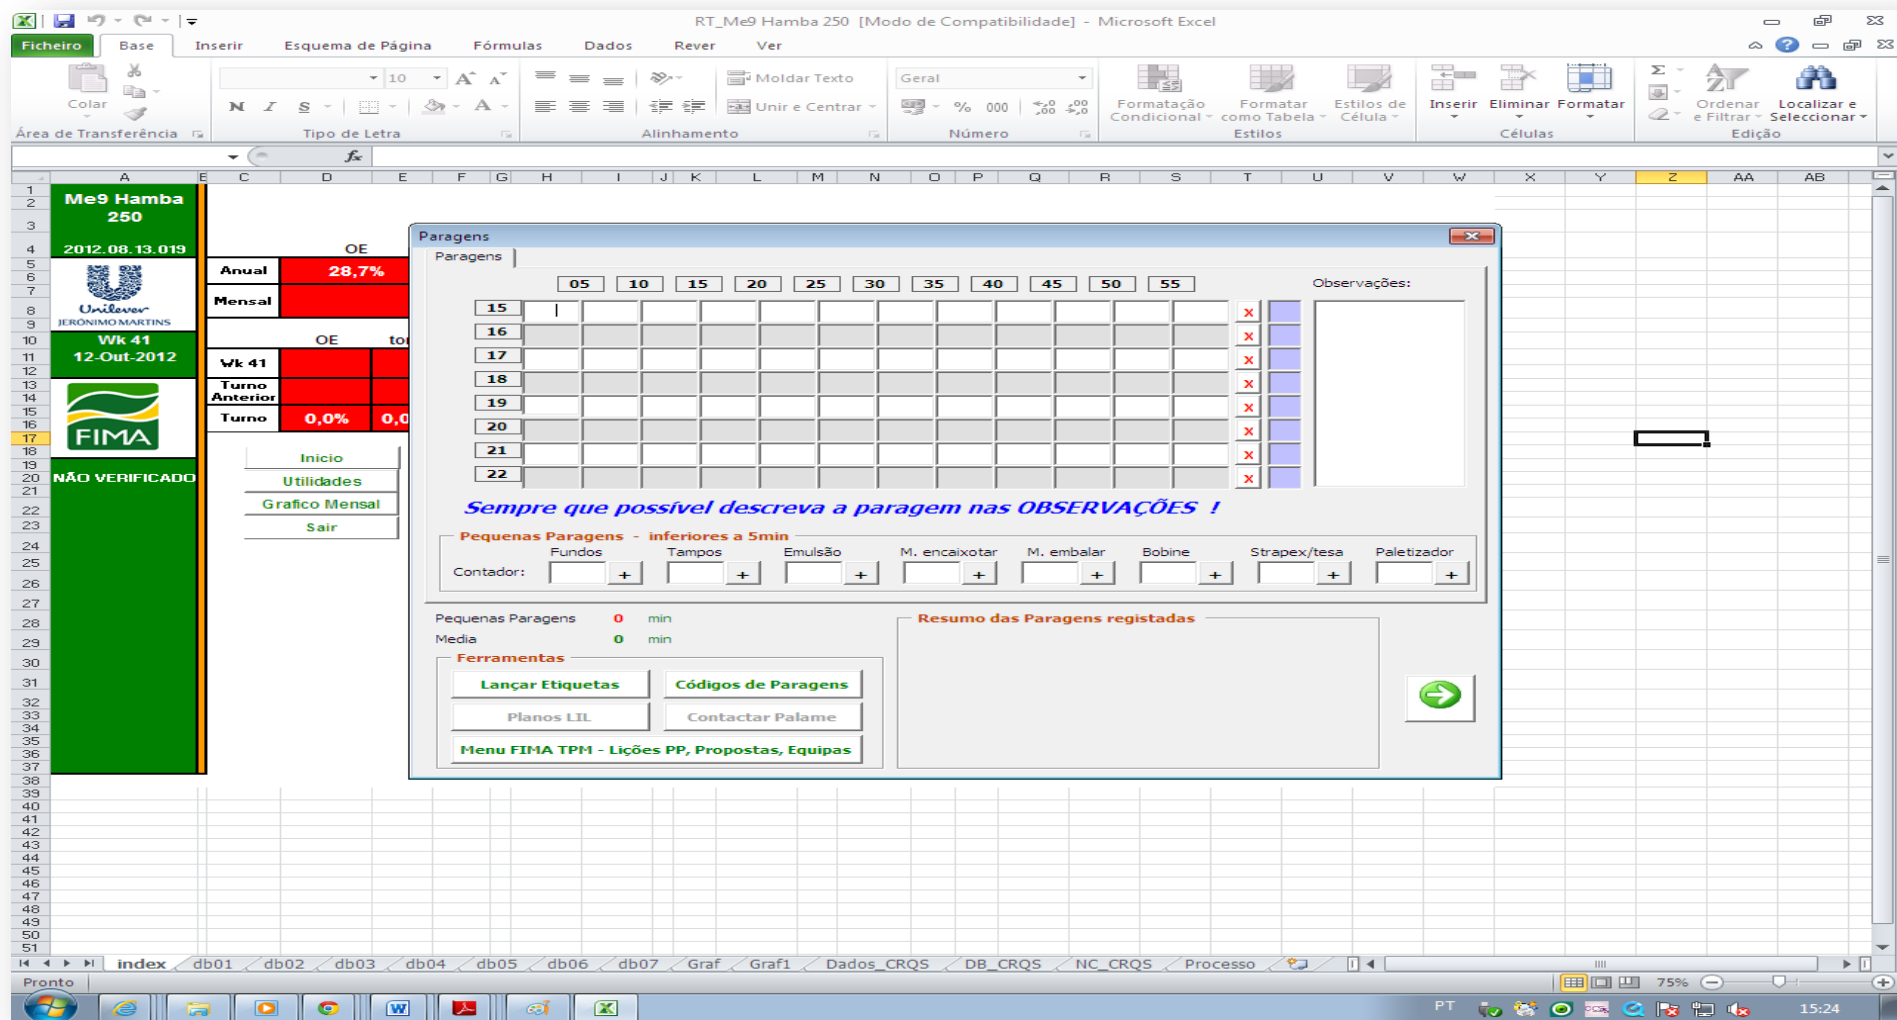 RT_Me9 Hamba 250 [Modo de Compatibilidade] - Microsoft Excel
Ficheiro Base Inserir Esquema de Página Fórmulas Dados Rever Ver
Colar
10
Moldar Texto
Unir e Centrar
Geral
% 000
Formatação Condicional
Formatar como Tabela
Estilos de Célula
Inserir Eliminar Formatar
Ordenar e Filtrar
Localizar e Seleccionar
Área de Transferência Tipo de Letra Alinhamento Número Estilos Células Edição
fx
A B C D E F G H I J K L M N O P Q R S T U V W X Y Z AA AB
Me9 Hamba
250
2012.08.13.019
Unilever
JERÓNIMO MARTINS
Wk 41
12-Out-2012
FIMA
NÃO VERIFICADO
OE
Anual 28,7%
Mensal
OE
Wk 41
Turno Anterior
Turno 0,0%
Inicio
Utilidades
Grafico Mensal
Sair
Paragens
Paragens
05 10 15 20 25 30 35 40 45 50 55
Observações:
15
16
17
18
19
20
21
22
Sempre que possível descreva a paragem nas OBSERVAÇÕES !
Pequenas Paragens - inferiores a 5min
Fundos Tampos Emulsão M. encaixotar M. embalar Bobine Strapex/tesa Paletizador
Contador: + + + + + + + +
Pequenas Paragens 0 min
Media 0 min
Resumo das Paragens registadas
Ferramentas
Lançar Etiquetas Códigos de Paragens
Planos LIL Contactar Palame
Menu FIMA TPM - Lições PP, Propostas, Equipas
index db01 db02 db03 db04 db05 db06 db07 Graf Graf1 Dados_CRQS DB_CRQS NC_CRQS Processo
Pronto 75%
PT 15:24